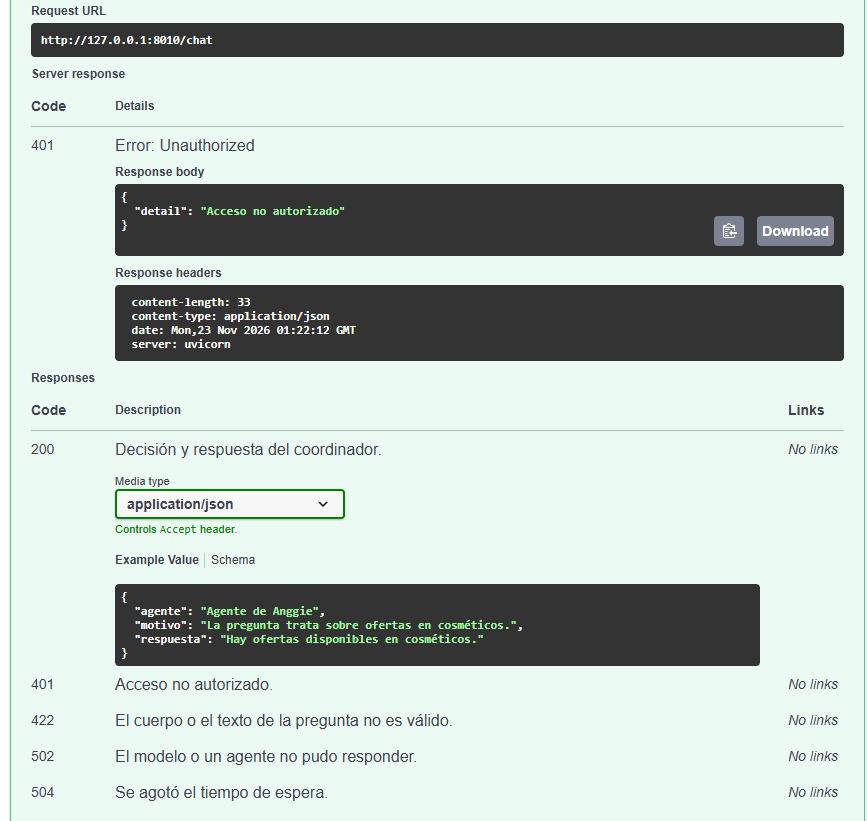 Request URL
http://127.0.0.1:8010/chat
Server response
Code Details
401 Error: Unauthorized
Response body
{
  "detail": "Acceso no autorizado"
}
Download
Response headers
content-length: 33
content-type: application/json
date: Mon,23 Nov 2026 01:22:12 GMT
server: uvicorn
Responses
Code Description Links
200 Decisión y respuesta del coordinador. No links
Media type
application/json
Controls Accept header.
Example Value Schema
{
  "agente": "Agente de Anggie",
  "motivo": "La pregunta trata sobre ofertas en cosméticos.",
  "respuesta": "Hay ofertas disponibles en cosméticos."
}
401 Acceso no autorizado. No links
422 El cuerpo o el texto de la pregunta no es válido. No links
502 El modelo o un agente no pudo responder. No links
504 Se agotó el tiempo de espera. No links